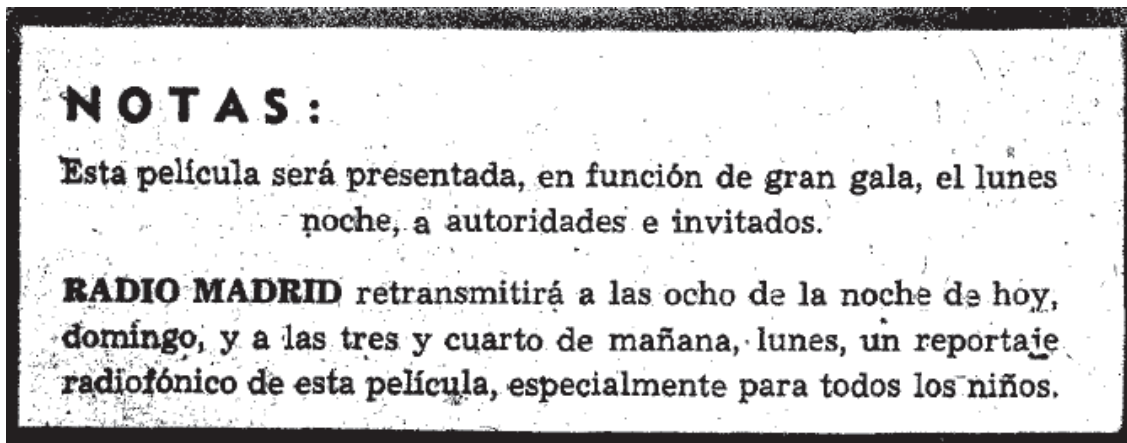 NOTAS:
Esta película será presentada, en función de gran gala, el lunes
noche, a autoridades e invitados.
RADIO MADRID retransmitirá a las ocho de la noche de hoy,
domingo, y a las tres y cuarto de mañana, lunes, un reportaje
radiofónico de esta película, especialmente para todos los niños.